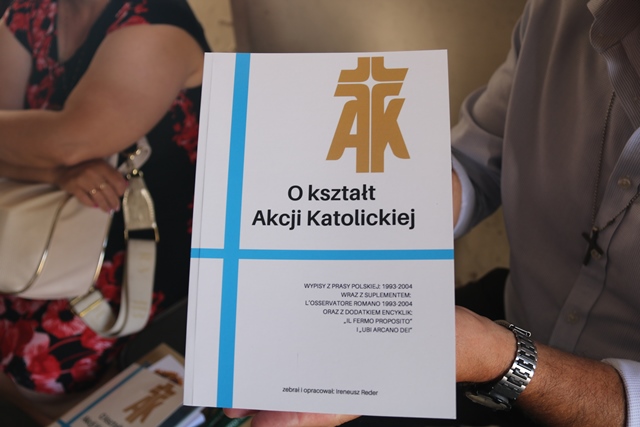 AK
O kształt
Akcji Katolickiej
WYPISY Z PRASY POLSKIEJ: 1993-2004
WRAZ Z SUPLEMENTEM:
L'OSSERVATORE ROMANO 1993-2004
ORAZ Z DODATKIEM ENCYKLIK:
„IL FERMO PROPOSITO"
I „UBI ARCANO DEI"
zebrał i opracował: Ireneusz Reder
AK